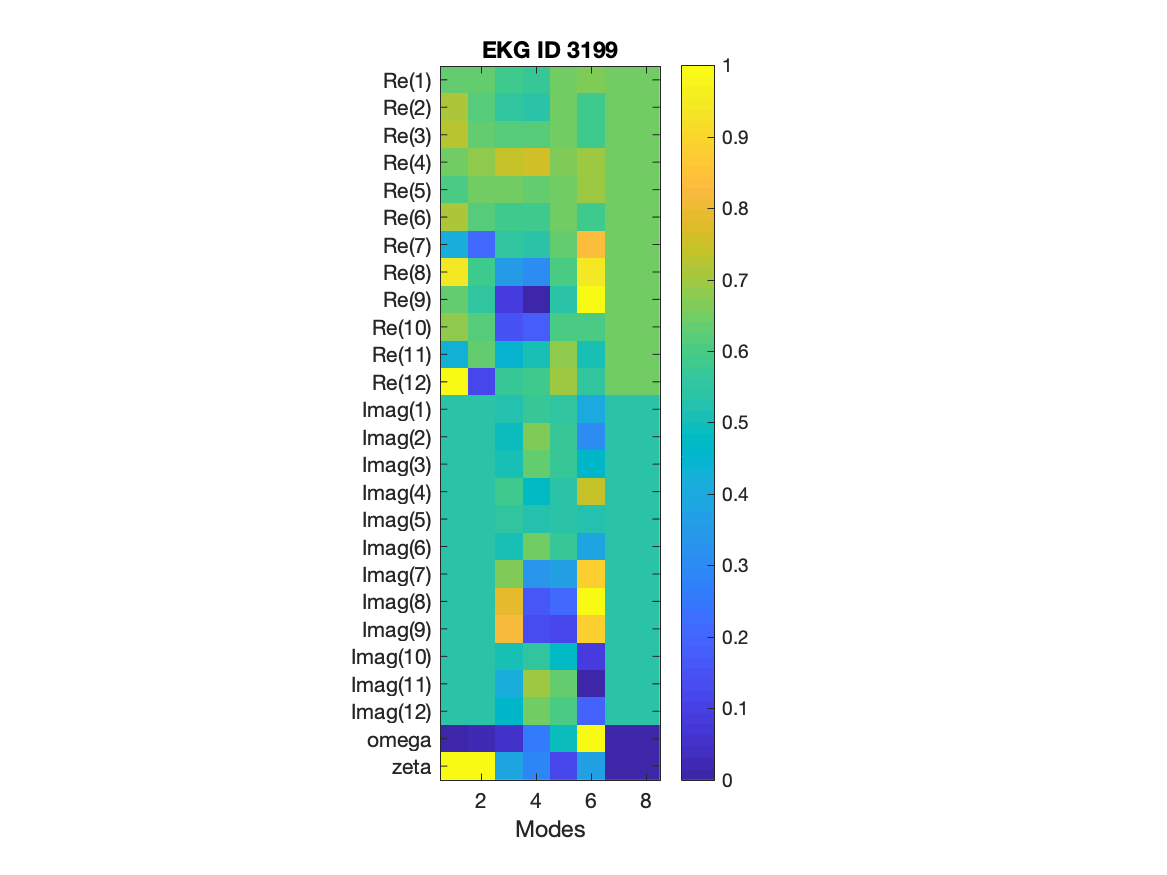 EKG ID 3199
Re(1)
Re(2)
Re(3)
Re(4)
Re(5)
Re(6)
Re(7)
Re(8)
Re(9)
Re(10)
Re(11)
Re(12)
Imag(1)
Imag(2)
Imag(3)
Imag(4)
Imag(5)
Imag(6)
Imag(7)
Imag(8)
Imag(9)
Imag(10)
Imag(11)
Imag(12)
omega
zeta
2 4 6 8
Modes
1
0.9
0.8
0.7
0.6
0.5
0.4
0.3
0.2
0.1
0